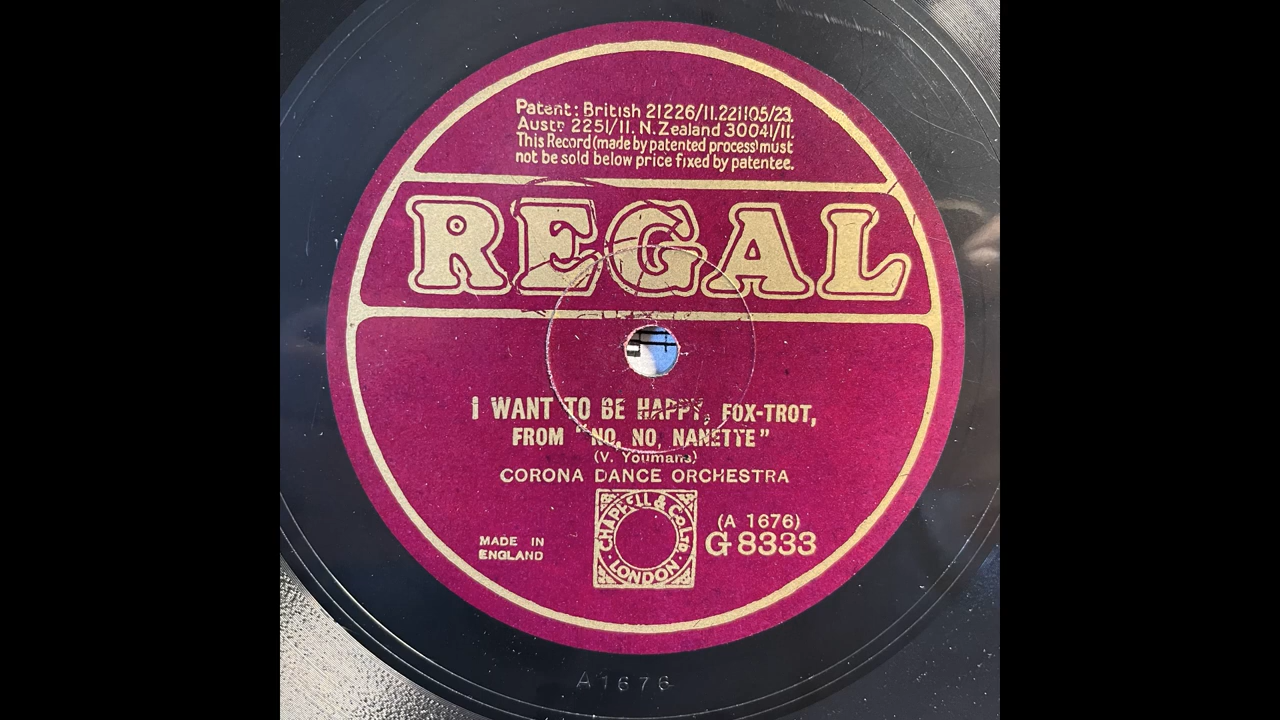 Patent: British 21226/11.221105/23.
Austr 2251/11. N. Zealand 30041/11.
This Record (made by patented process) must
not be sold below price fixed by patentee.
REGAL
I WANT TO BE HAPPY, FOX-TROT,
FROM "NO, NO, NANETTE"
(V. Youmans)
CORONA DANCE ORCHESTRA
CHAPPELL & Co LTD
LONDON
(A 1676)
G 8333
MADE IN
ENGLAND
A1676